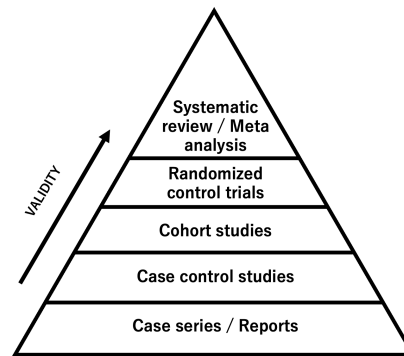 Systematic
review / Meta
analysis
Randomized
control trials
Cohort studies
Case control studies
Case series / Reports
VALIDITY